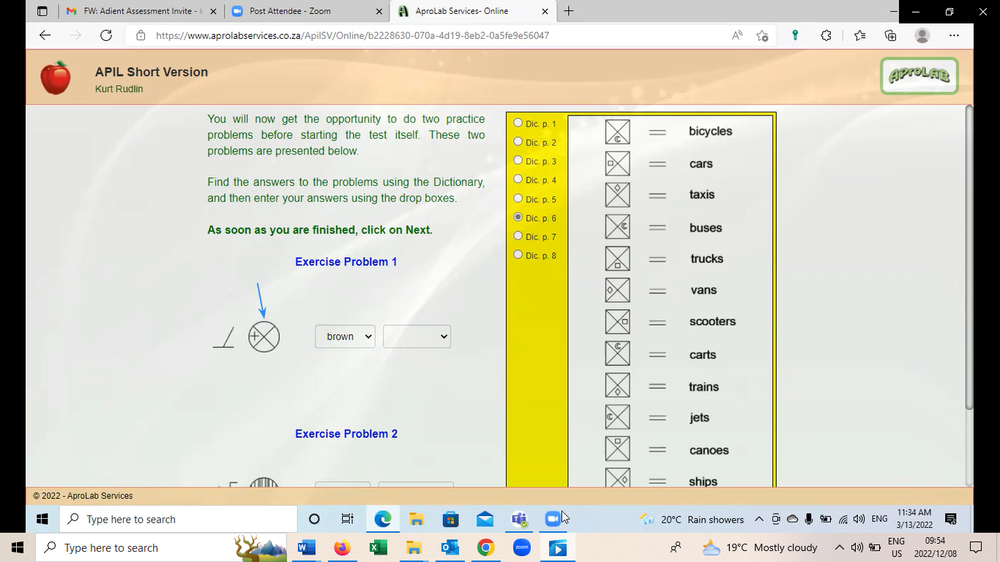 FW: Adient Assessment Invite - k
Post Attendee - Zoom
AproLab Services- Online
https://www.aprolabservices.co.za/ApilSV/Online/b2228630-070a-4d19-8eb2-0a5fe9e56047
APIL Short Version
Kurt Rudlin
AProLAB
You will now get the opportunity to do two practice
problems before starting the test itself. These two
problems are presented below.
Find the answers to the problems using the Dictionary,
and then enter your answers using the drop boxes.
As soon as you are finished, click on Next.
Exercise Problem 1
brown
Exercise Problem 2
Dic. p. 1
Dic. p. 2
Dic. p. 3
Dic. p. 4
Dic. p. 5
Dic. p. 6
Dic. p. 7
Dic. p. 8
bicycles
cars
taxis
buses
trucks
vans
scooters
carts
trains
jets
canoes
ships
© 2022 - AproLab Services
Type here to search
20°C Rain showers
ENG
11:34 AM
3/13/2022
Type here to search
zoom
19°C Mostly cloudy
ENG
US
09:54
2022/12/08